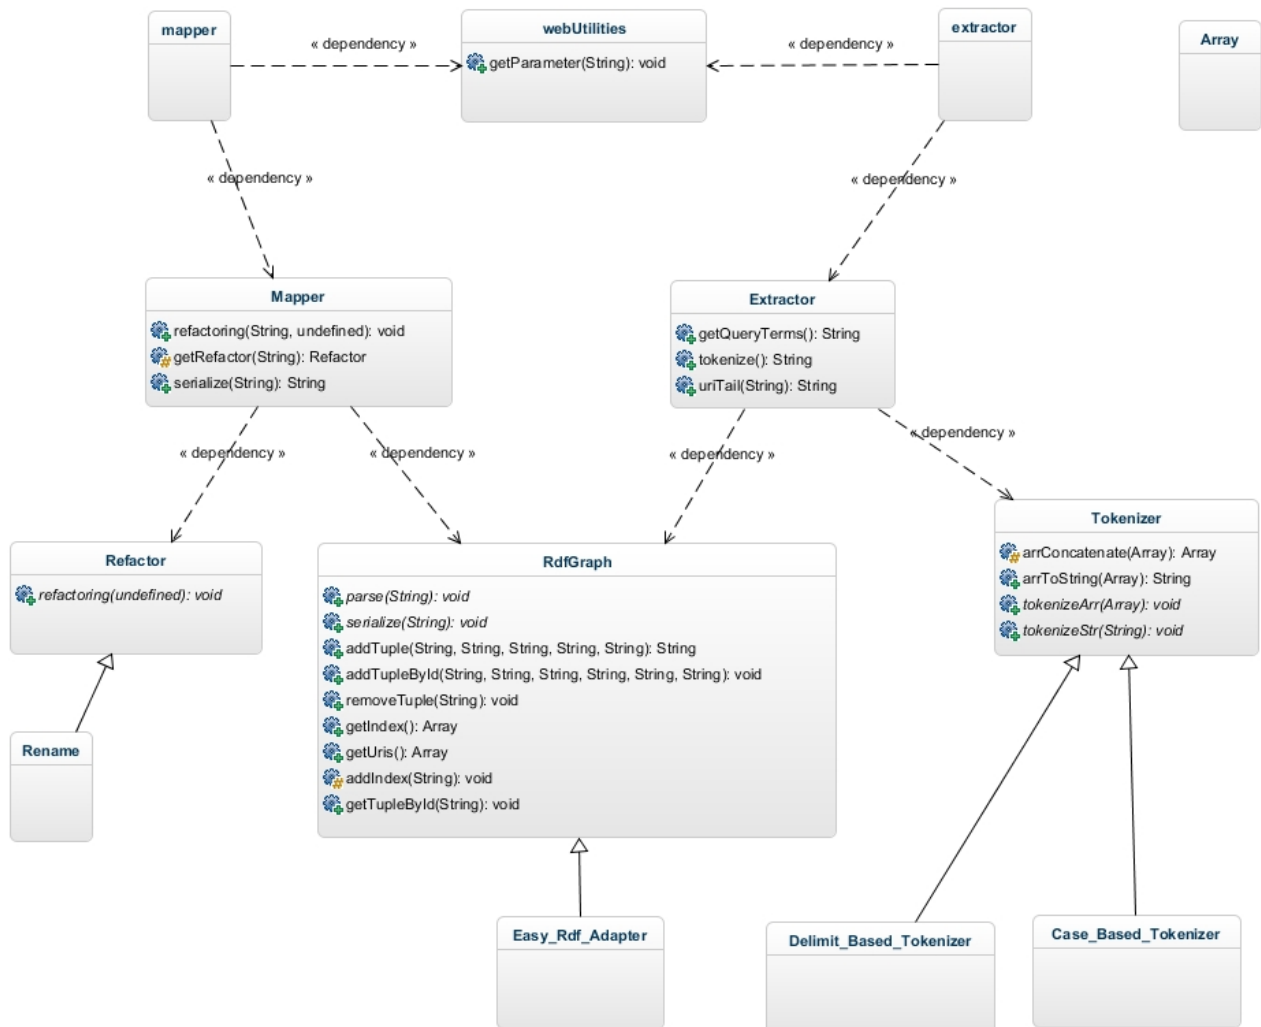 mapper
« dependency »
webUtilities
getParameter(String): void
« dependency »
extractor
Array
« dependency »
« dependency »
Mapper
refactoring(String, undefined): void
getRefactor(String): Refactor
serialize(String): String
Extractor
getQueryTerms(): String
tokenize(): String
uriTail(String): String
« dependency »
« dependency »
« dependency »
« dependency »
Refactor
refactoring(undefined): void
RdfGraph
parse(String): void
serialize(String): void
addTuple(String, String, String, String, String): String
addTupleById(String, String, String, String, String, String): void
removeTuple(String): void
getIndex(): Array
getUris(): Array
addIndex(String): void
getTupleById(String): void
Tokenizer
arrConcatenate(Array): Array
arrToString(Array): String
tokenizeArr(Array): void
tokenizeStr(String): void
Rename
Easy_Rdf_Adapter
Delimit_Based_Tokenizer
Case_Based_Tokenizer